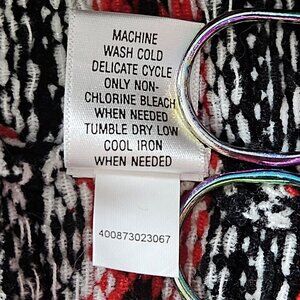 MACHINE
WASH COLD
DELICATE CYCLE
ONLY NON-
CHLORINE BLEACH
WHEN NEEDED
TUMBLE DRY LOW
COOL IRON
WHEN NEEDED
400873023067